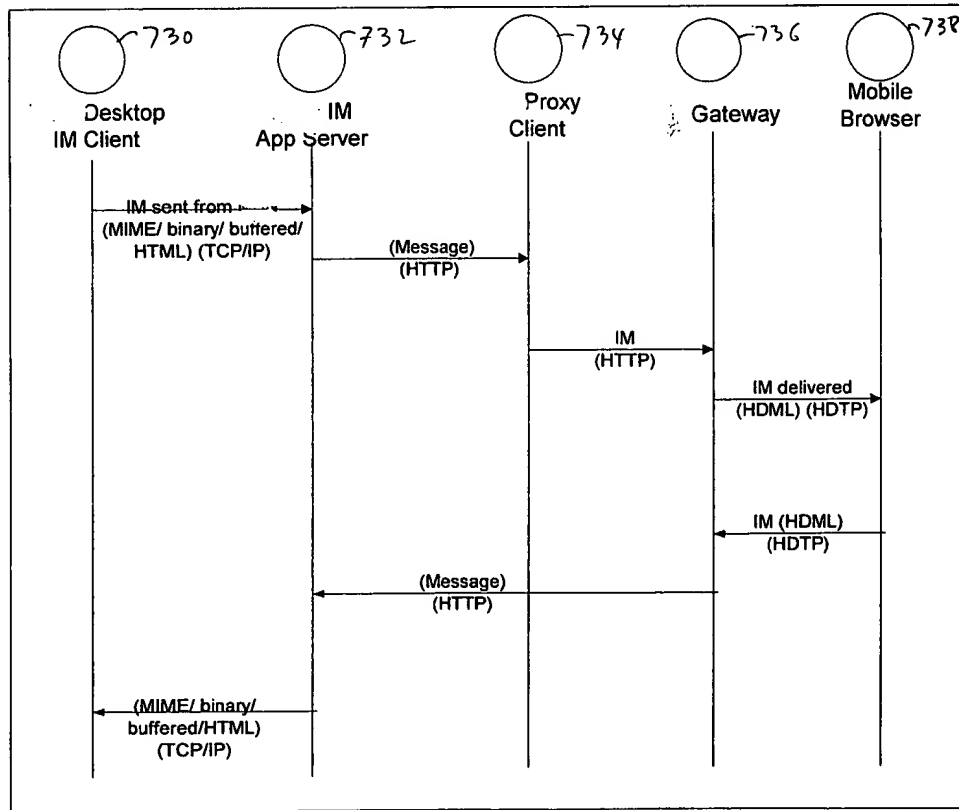 730
732
734
736
738
Desktop
IM Client
IM
App Server
Proxy
Client
Gateway
Mobile
Browser
IM sent from
(MIME/ binary/ buffered/
HTML) (TCP/IP)
(Message)
(HTTP)
IM
(HTTP)
IM delivered
(HDML) (HDTP)
IM (HDML)
(HDTP)
(Message)
(HTTP)
(MIME/ binary/
buffered/HTML)
(TCP/IP)